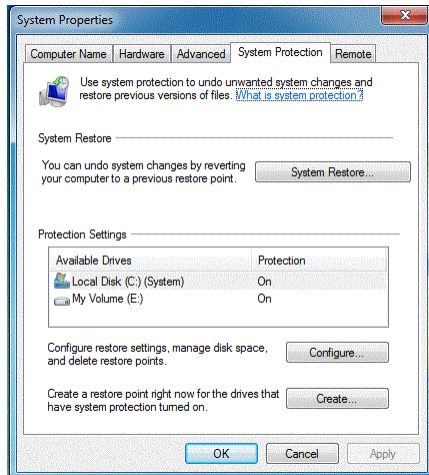 System Properties
Computer Name Hardware Advanced System Protection Remote
Use system protection to undo unwanted system changes and
restore previous versions of files. What is system protection?
System Restore
You can undo system changes by reverting
your computer to a previous restore point.
System Restore...
Protection Settings
Available Drives Protection
Local Disk (C:) (System) On
My Volume (E:) On
Configure restore settings, manage disk space,
and delete restore points.
Configure...
Create a restore point right now for the drives that
have system protection turned on.
Create...
OK Cancel Apply